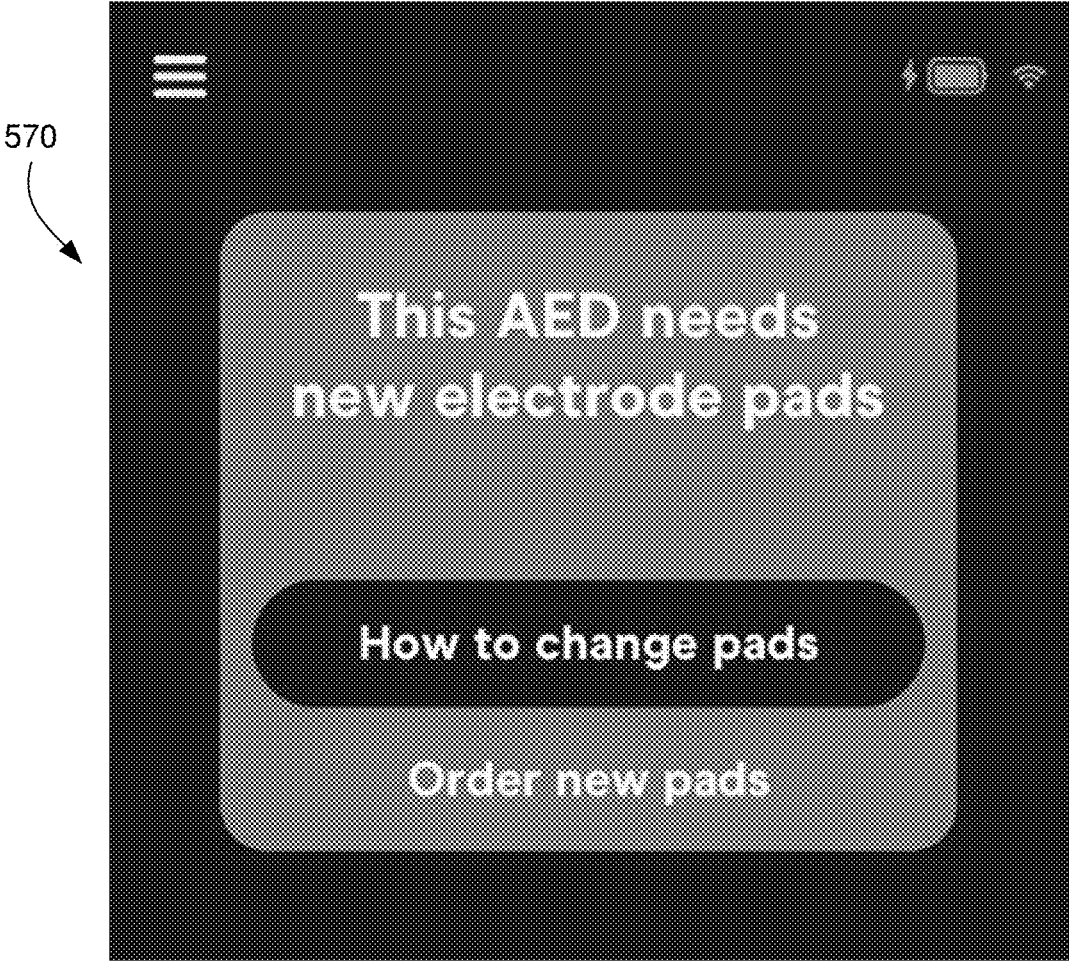 570
This AED needs
new electrode pads
How to change pads
Order new pads